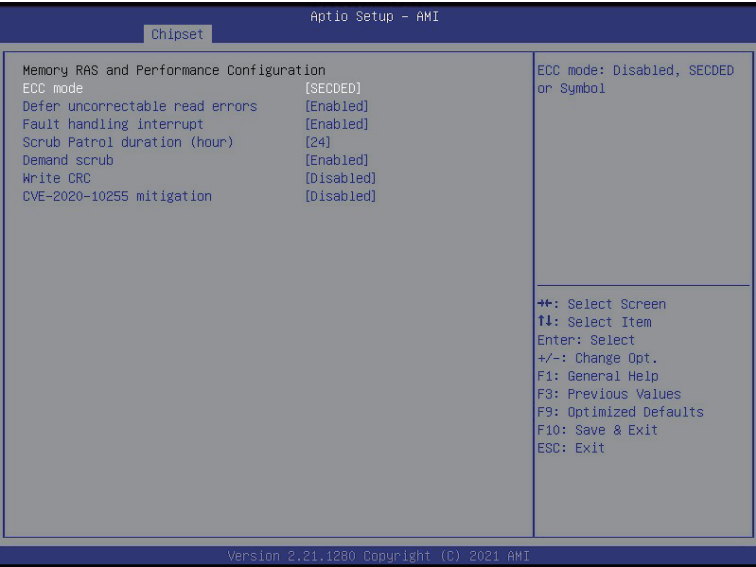 Aptio Setup – AMI
Chipset
Memory RAS and Performance Configuration
ECC mode [SECDED]
Defer uncorrectable read errors [Enabled]
Fault handling interrupt [Enabled]
Scrub Patrol duration (hour) [24]
Demand scrub [Enabled]
Write CRC [Disabled]
CVE-2020-10255 mitigation [Disabled]
ECC mode: Disabled, SECDED
or Symbol
→←: Select Screen
↑↓: Select Item
Enter: Select
+/-: Change Opt.
F1: General Help
F3: Previous Values
F9: Optimized Defaults
F10: Save & Exit
ESC: Exit
Version 2.21.1280 Copyright (C) 2021 AMI